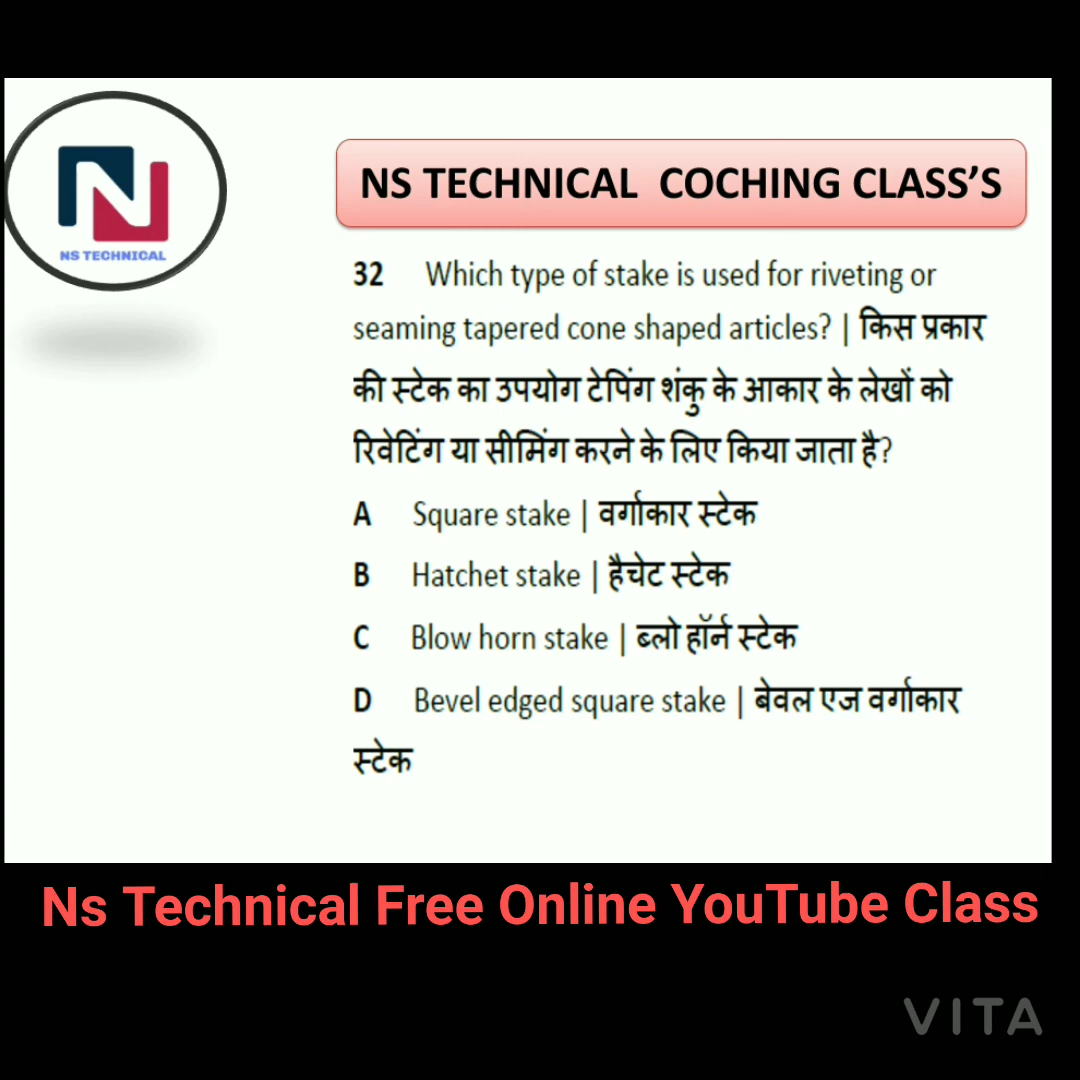 NS TECHNICAL
NS TECHNICAL COCHING CLASS’S
32 Which type of stake is used for riveting or
seaming tapered cone shaped articles? | किस प्रकार
की स्टेक का उपयोग टेपिंग शंकु के आकार के लेखों को
रिवेटिंग या सीमिंग करने के लिए किया जाता है?
A Square stake | वर्गाकार स्टेक
B Hatchet stake | हैचेट स्टेक
C Blow horn stake | ब्लो हॉर्न स्टेक
D Bevel edged square stake | बेवल एज वर्गाकार
स्टेक
Ns Technical Free Online YouTube Class
VITA